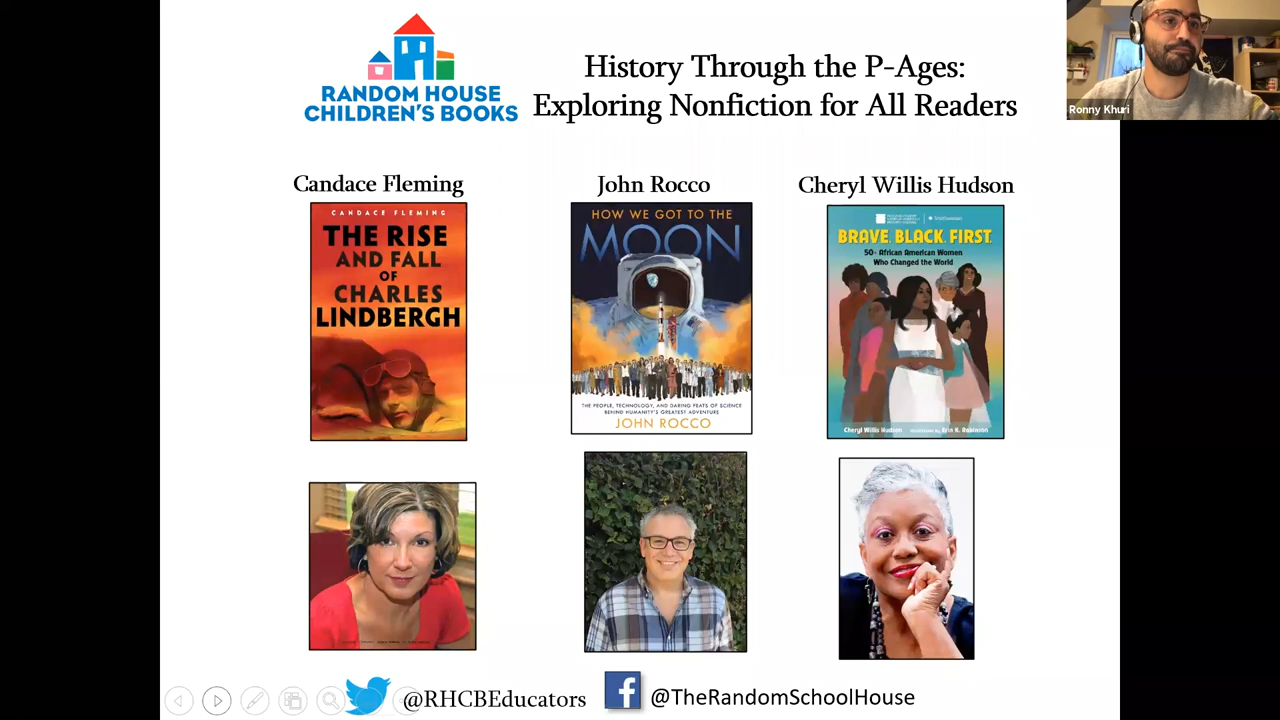 RANDOM HOUSE
CHILDREN'S BOOKS
History Through the P-Ages:
Exploring Nonfiction for All Readers
Ronny Khuri
Candace Fleming
John Rocco
Cheryl Willis Hudson
CANDACE FLEMING
THE RISE
AND FALL
OF
CHARLES
LINDBERGH
HOW WE GOT TO THE
MOON
THE PEOPLE, TECHNOLOGY, AND DARING FEATS OF SCIENCE
BEHIND HUMANITY'S GREATEST ADVENTURE
JOHN ROCCO
Smithsonian
BRAVE. BLACK. FIRST.
50+ African American Women
Who Changed the World
Cheryl Willis Hudson Illustrated by Erin K. Robinson
@RHCBEducators
@TheRandomSchoolHouse